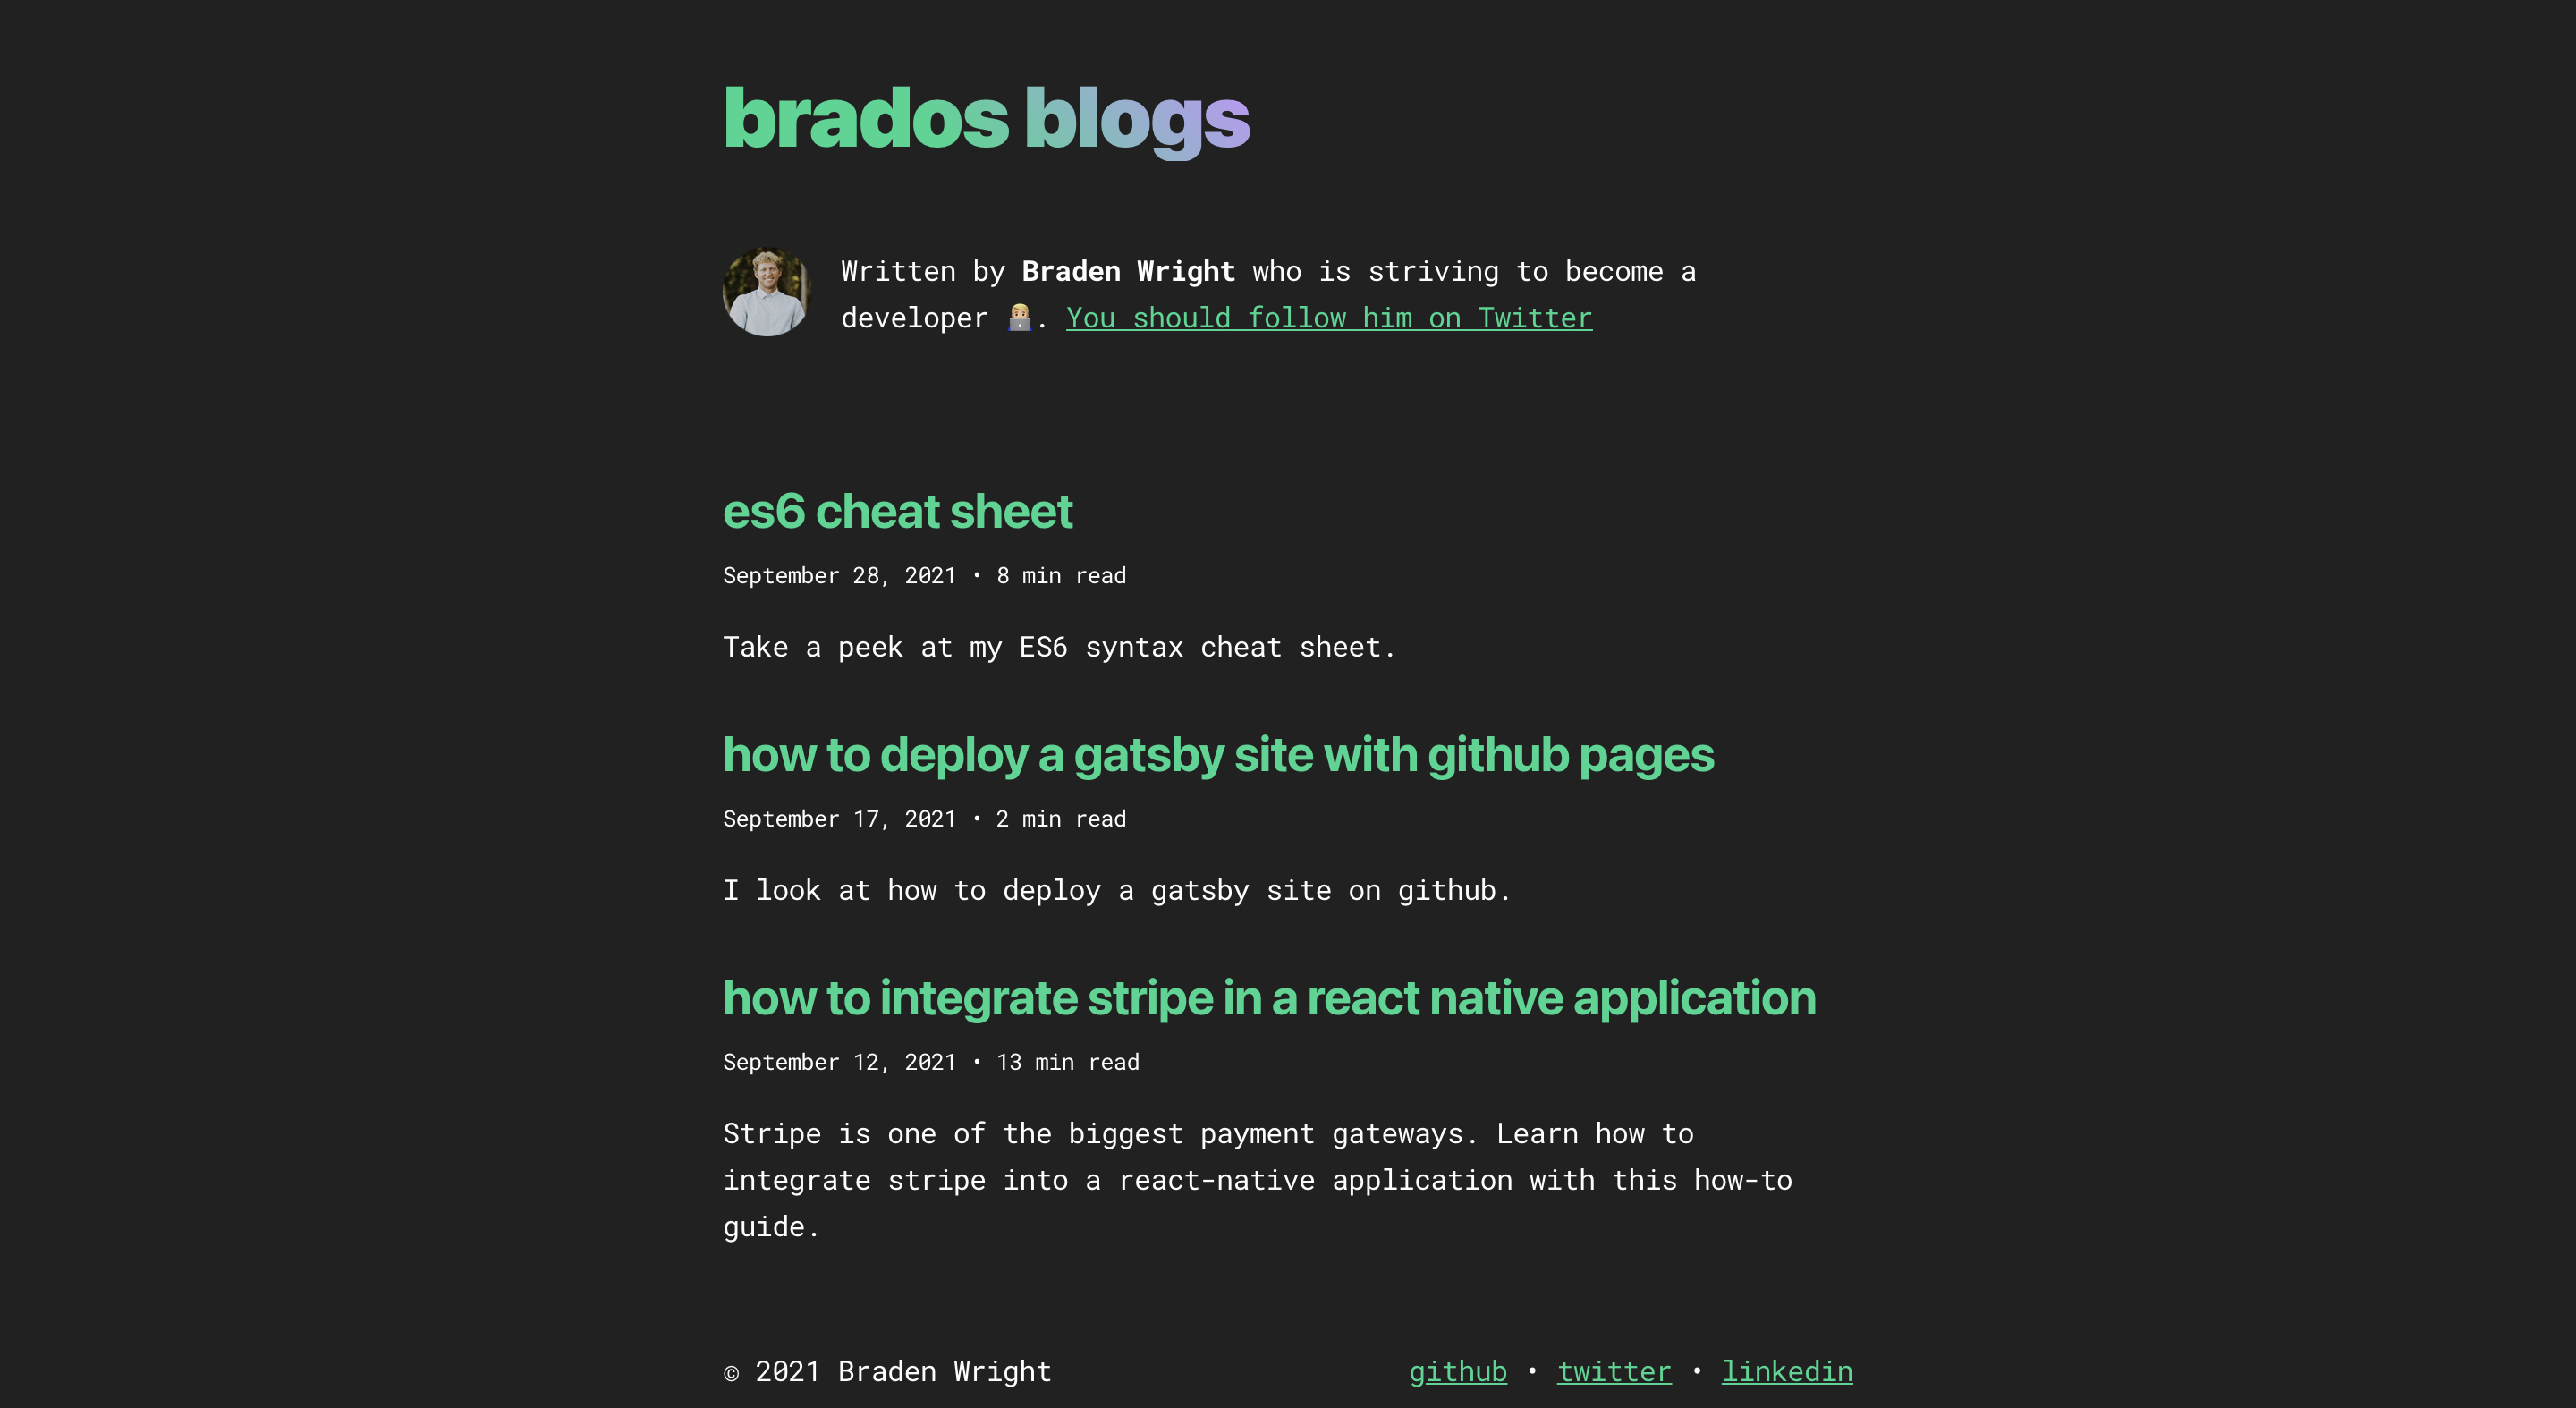 brados blogs
Written by Braden Wright who is striving to become a
developer 👨🏼‍💻. You should follow him on Twitter
es6 cheat sheet
September 28, 2021 • 8 min read
Take a peek at my ES6 syntax cheat sheet.
how to deploy a gatsby site with github pages
September 17, 2021 • 2 min read
I look at how to deploy a gatsby site on github.
how to integrate stripe in a react native application
September 12, 2021 • 13 min read
Stripe is one of the biggest payment gateways. Learn how to
integrate stripe into a react-native application with this how-to
guide.
© 2021 Braden Wright
github • twitter • linkedin